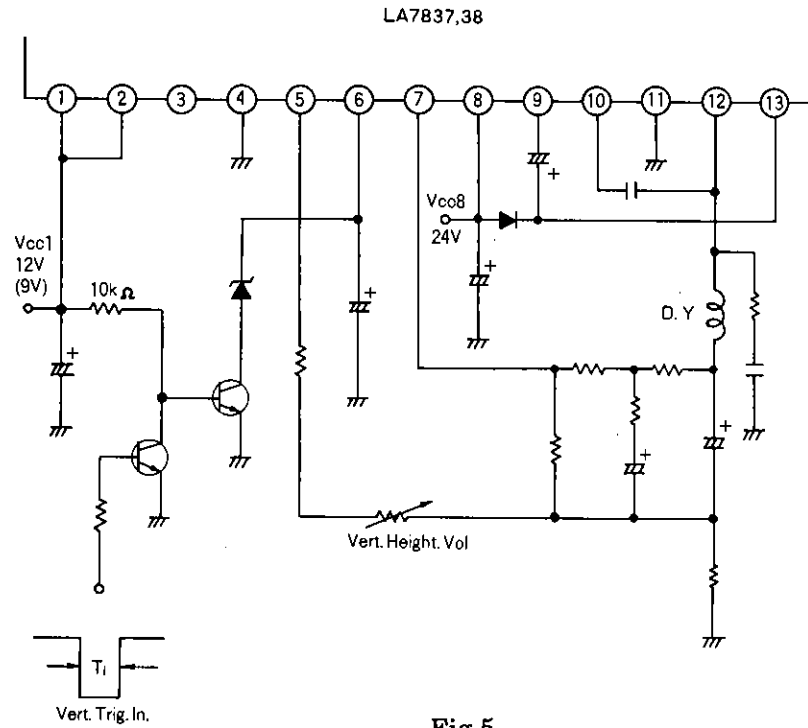 LA7837,38
1 2 3 4 5 6 7 8 9 10 11 12 13
Vcc1
12V
(9V)
10kΩ
+
+
+
Vcc8
24V
+
D.Y
+
+
Vert. Height. Vol
T₁
Vert. Trig. In.
Fig.5